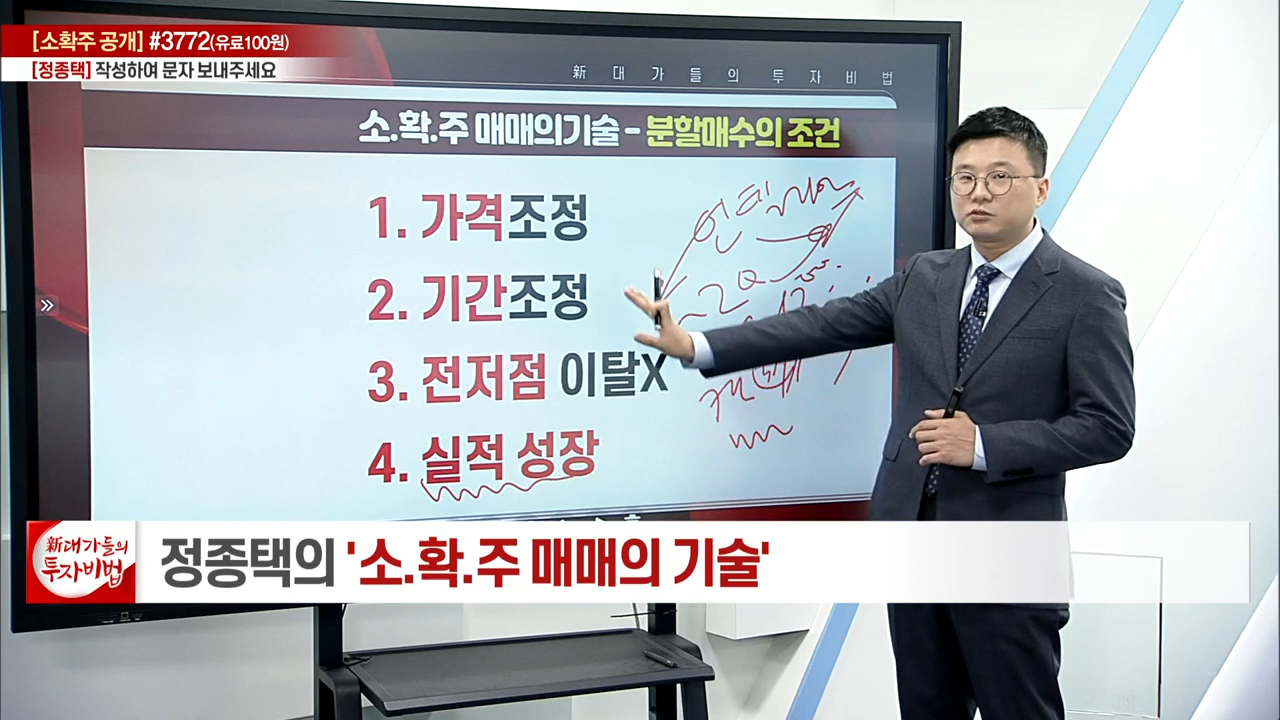 [소확주 공개] #3772(유료100원)
[정종택] 작성하여 문자 보내주세요
新 대가들의 투자비법
소.확.주 매매의기술 - 분할매수의 조건
1. 가격조정
2. 기간조정
3. 전저점 이탈X
4. 실적 성장
新대가들의
투자비법
정종택의 '소.확.주 매매의 기술'